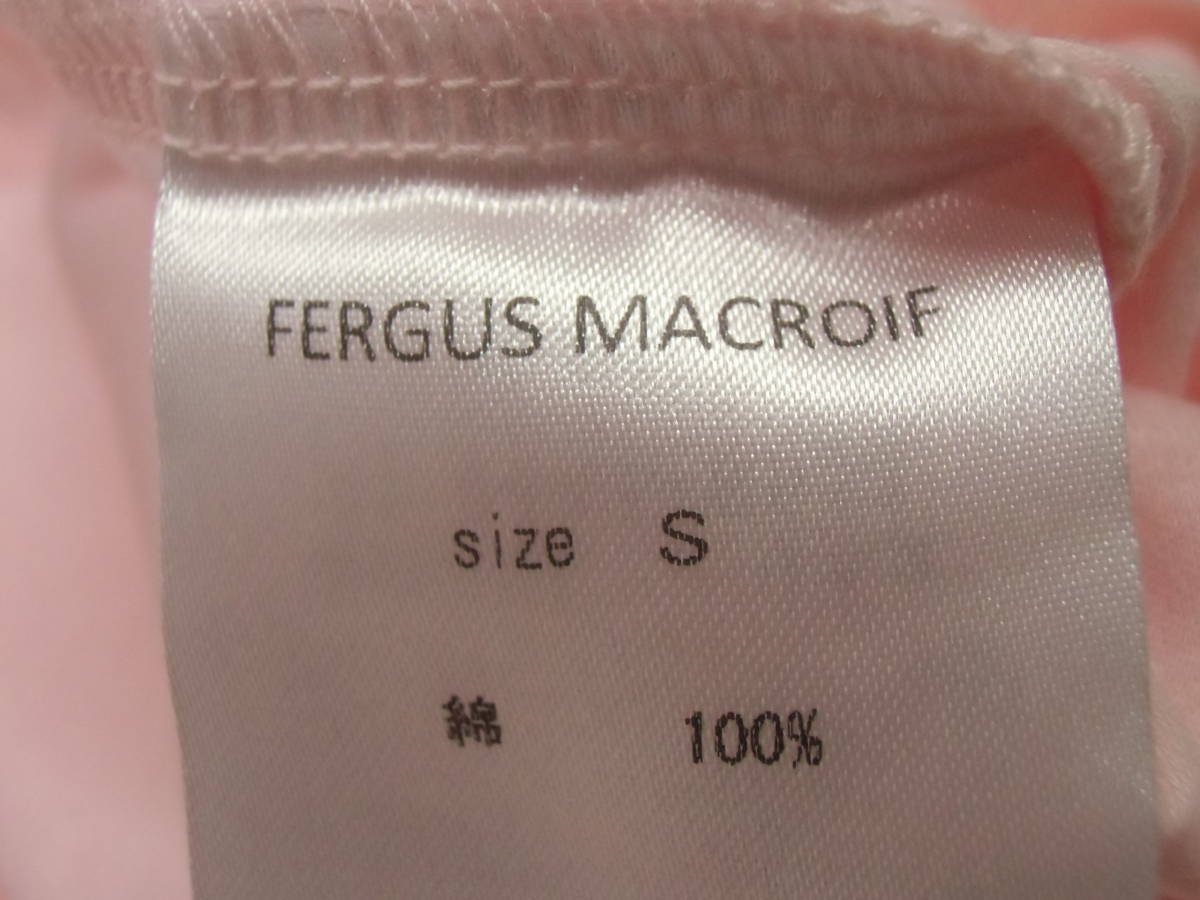 FERGUS MACROIF
size S
綿 100%